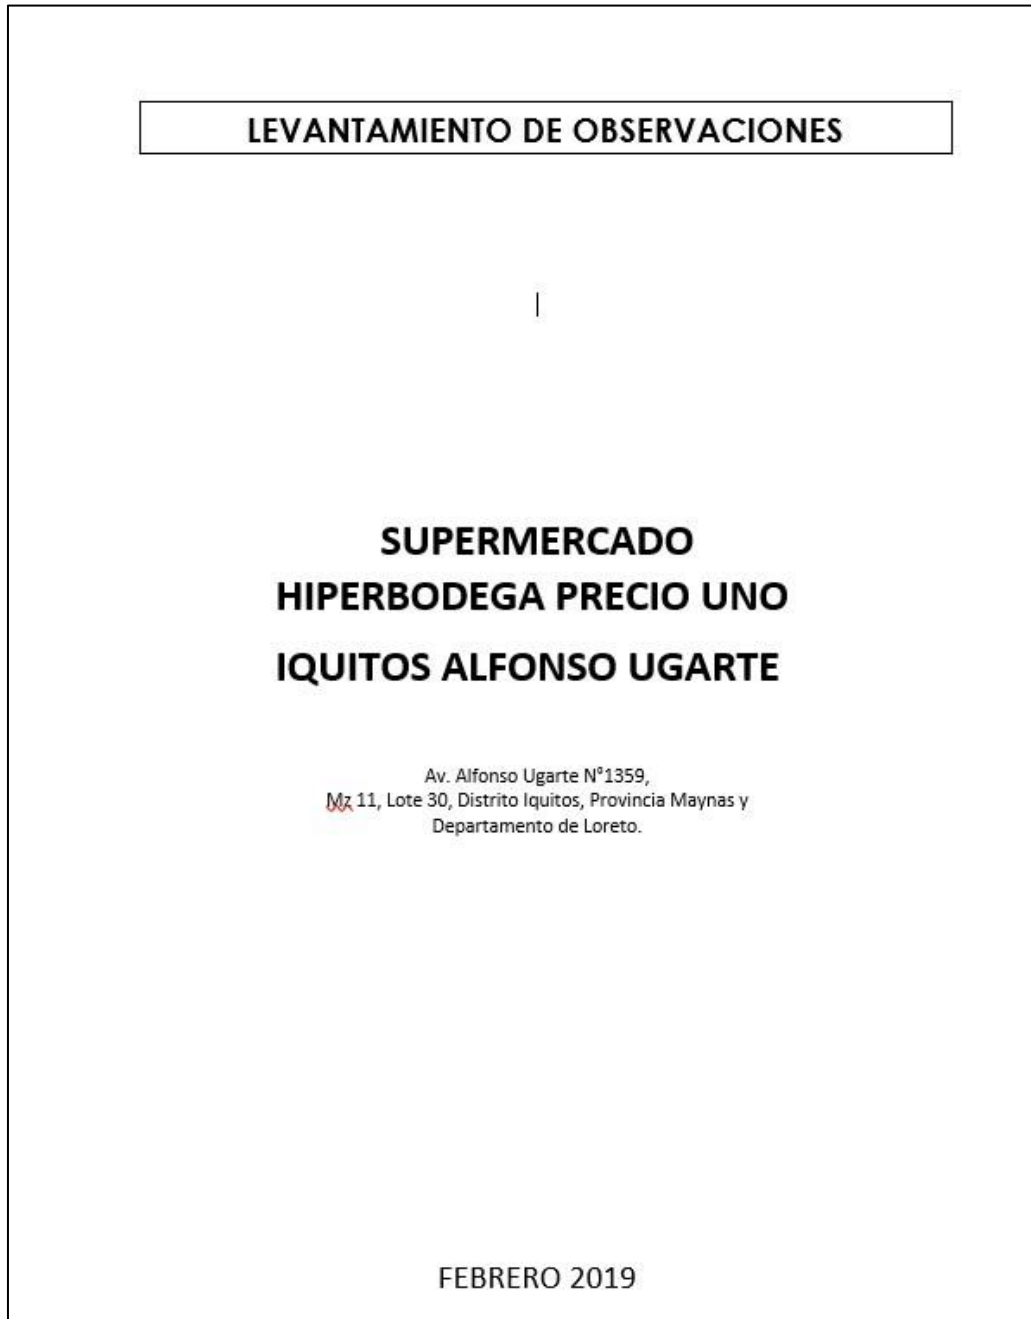 LEVANTAMIENTO DE OBSERVACIONES
SUPERMERCADO
HIPERBODEGA PRECIO UNO
IQUITOS ALFONSO UGARTE
Av. Alfonso Ugarte N°1359,
Mz 11, Lote 30, Distrito Iquitos, Provincia Maynas y
Departamento de Loreto.
FEBRERO 2019